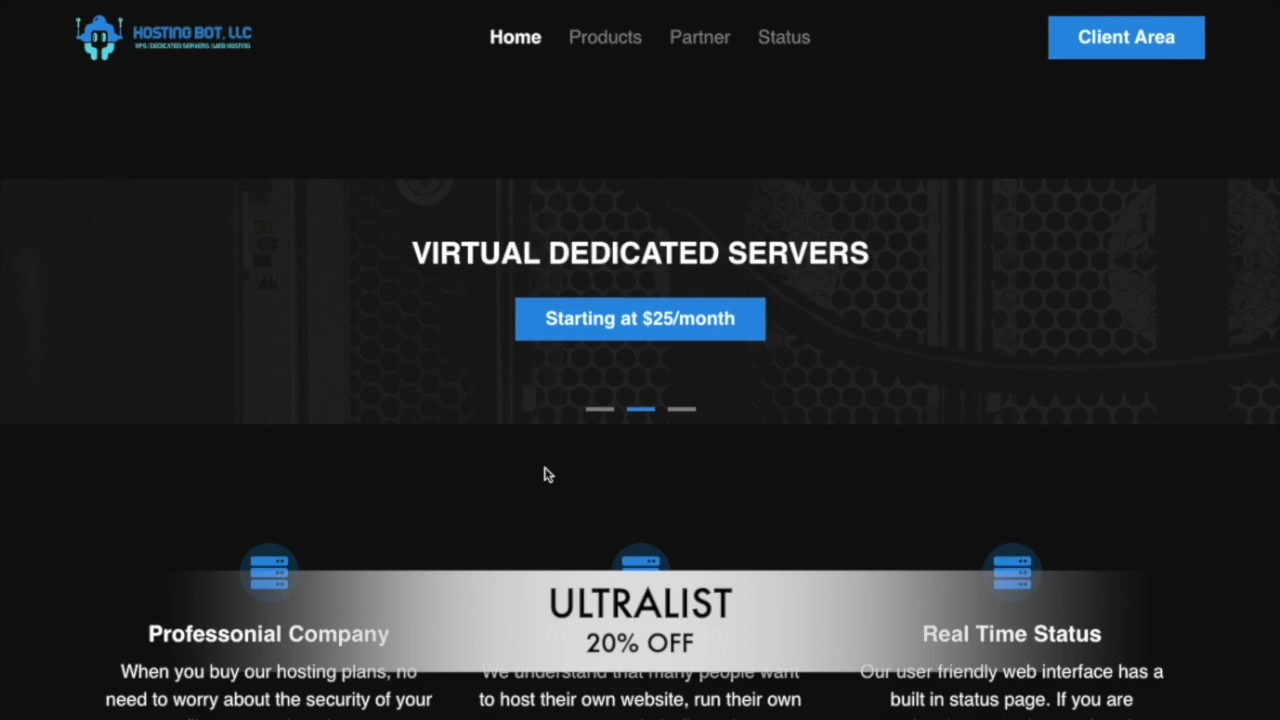 HOSTING BOT, LLC
VPS | DEDICATED SERVERS | WEB HOSTING
Home
Products
Partner
Status
Client Area
VIRTUAL DEDICATED SERVERS
Starting at $25/month
ULTRALIST
20% OFF
Professonial Company
When you buy our hosting plans, no
need to worry about the security of your
We understand that many people want
to host their own website, run their own
Real Time Status
Our user friendly web interface has a
built in status page. If you are